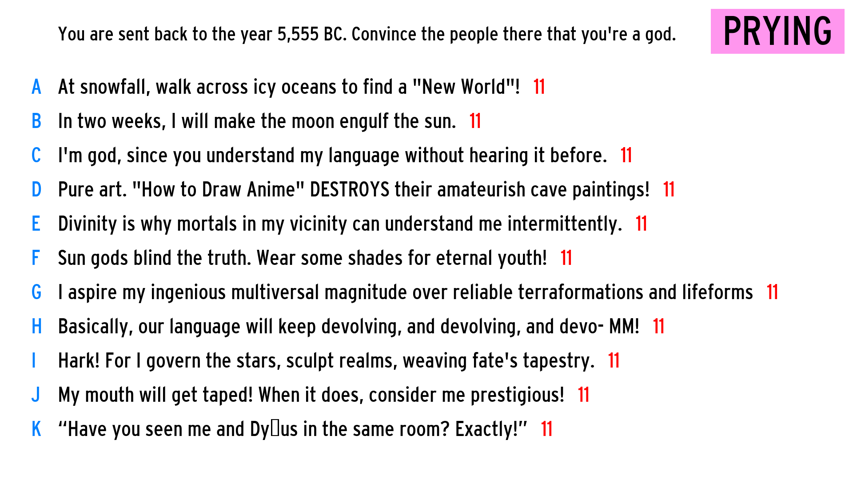 You are sent back to the year 5,555 BC. Convince the people there that you're a god.
PRYING
A At snowfall, walk across icy oceans to find a "New World"! 11
B In two weeks, I will make the moon engulf the sun. 11
C I'm god, since you understand my language without hearing it before. 11
D Pure art. "How to Draw Anime" DESTROYS their amateurish cave paintings! 11
E Divinity is why mortals in my vicinity can understand me intermittently. 11
F Sun gods blind the truth. Wear some shades for eternal youth! 11
G I aspire my ingenious multiversal magnitude over reliable terraformations and lifeforms 11
H Basically, our language will keep devolving, and devolving, and devo- MM! 11
I Hark! For I govern the stars, sculpt realms, weaving fate's tapestry. 11
J My mouth will get taped! When it does, consider me prestigious! 11
K “Have you seen me and Dy▯us in the same room? Exactly!” 11